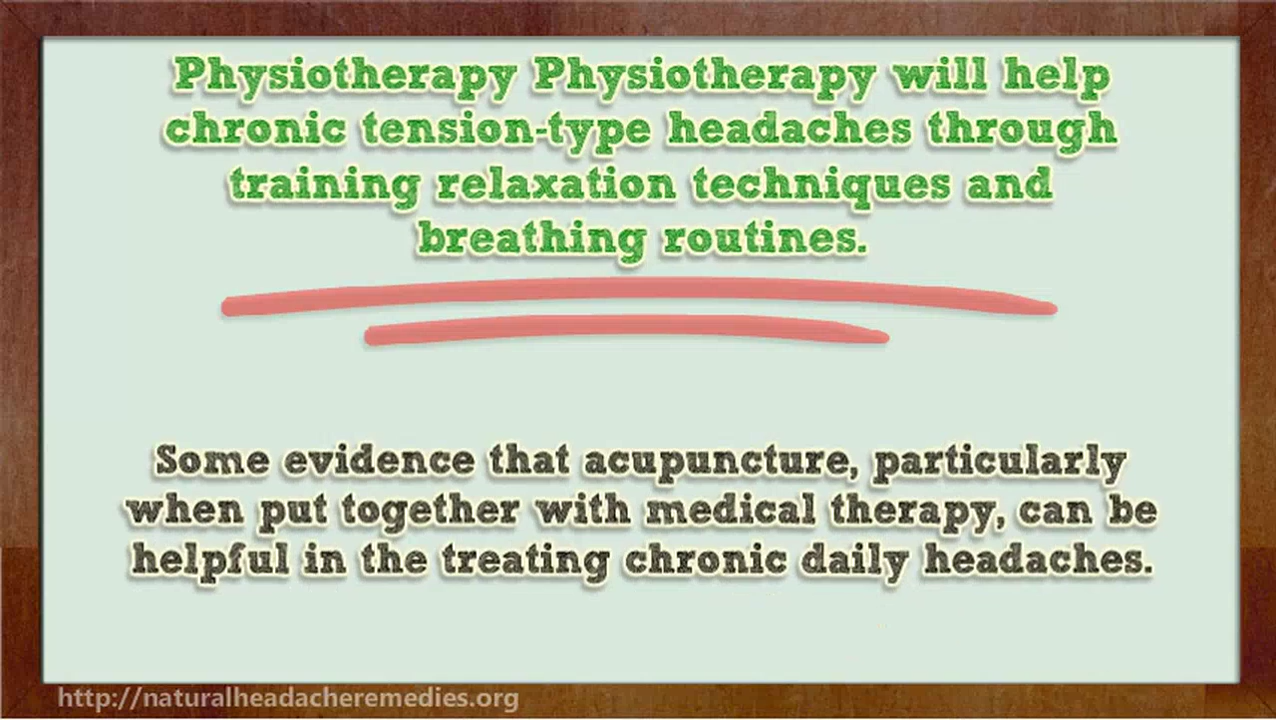 Physiotherapy Physiotherapy will help
chronic tension-type headaches through
training relaxation techniques and
breathing routines.
Some evidence that acupuncture, particularly
when put together with medical therapy, can be
helpful in the treating chronic daily headaches.
http://naturalheadacheremedies.org